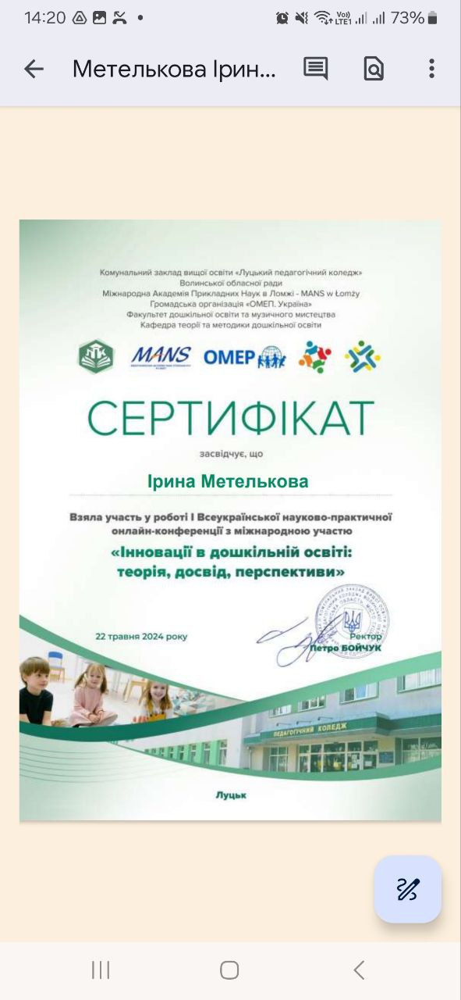 14:20
Vo))
LTE1
73%
Метелькова Ірин...
Комунальний заклад вищої освіти «Луцький педагогічний коледж»
Волинської обласної ради
Міжнародна Академія Прикладних Наук в Ломжі - MANS w Łomży
Громадська організація «ОМЕП. Україна»
Факультет дошкільної освіти та музичного мистецтва
Кафедра теорії та методики дошкільної освіти
MANS
OMEP
СЕРТИФІКАТ
засвідчує, що
Ірина Метелькова
Взяла участь у роботі І Всеукраїнської науково-практичної
онлайн-конференції з міжнародною участю
«Інновації в дошкільній освіті:
теорія, досвід, перспективи»
22 травня 2024 року
Ректор
Петро БОЙЧУК
ПЕДАГОГІЧНИЙ КОЛЕДЖ
Луцьк